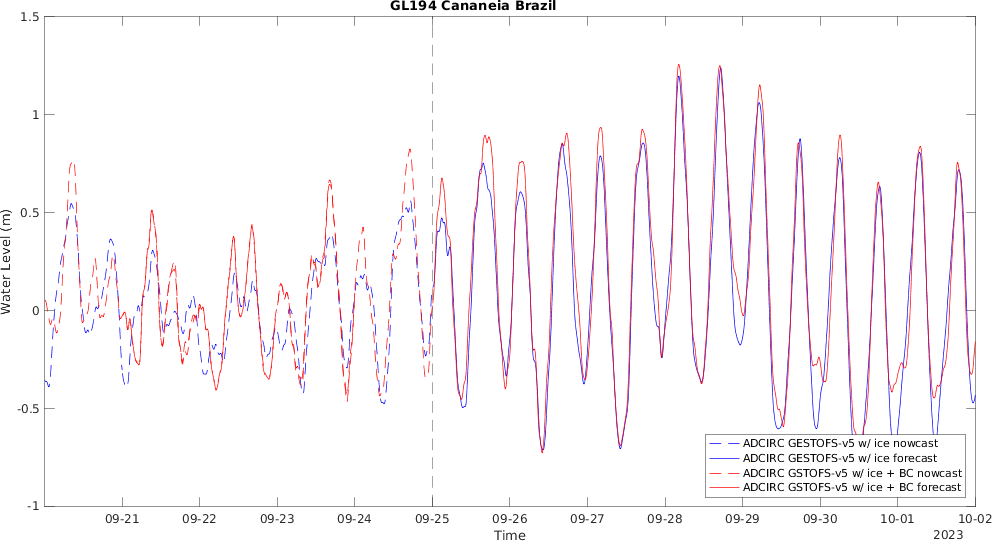 GL194 Cananeia Brazil
1.5
1
0.5
0
-0.5
-1
Water Level (m)
ADCIRC GESTOFS-v5 w/ ice nowcast
ADCIRC GESTOFS-v5 w/ ice forecast
ADCIRC GSTOFS-v5 w/ ice + BC nowcast
ADCIRC GSTOFS-v5 w/ ice + BC forecast
09-21 09-22 09-23 09-24 09-25 09-26 09-27 09-28 09-29 09-30 10-01 10-02
Time
2023